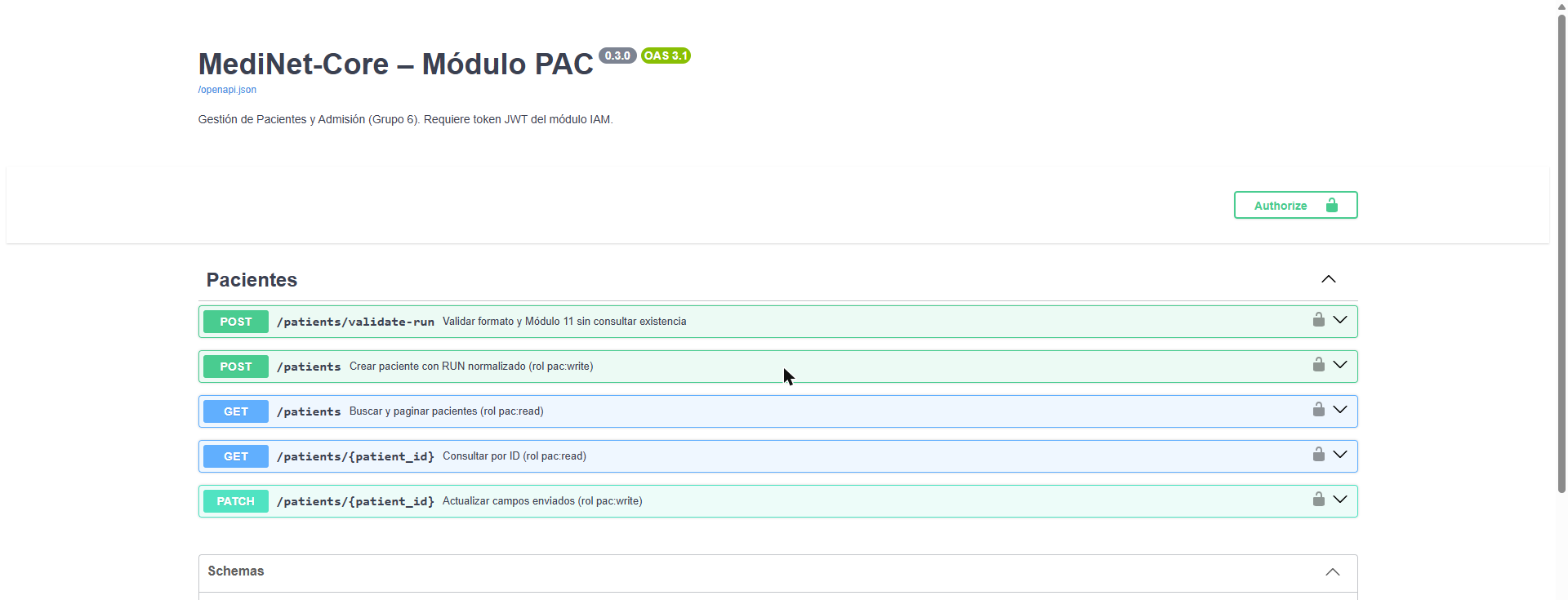 MediNet-Core – Módulo PAC 0.3.0 OAS 3.1
/openapi.json
Gestión de Pacientes y Admisión (Grupo 6). Requiere token JWT del módulo IAM.
Authorize
Pacientes
POST /patients/validate-run Validar formato y Módulo 11 sin consultar existencia
POST /patients Crear paciente con RUN normalizado (rol pac:write)
GET /patients Buscar y paginar pacientes (rol pac:read)
GET /patients/{patient_id} Consultar por ID (rol pac:read)
PATCH /patients/{patient_id} Actualizar campos enviados (rol pac:write)
Schemas